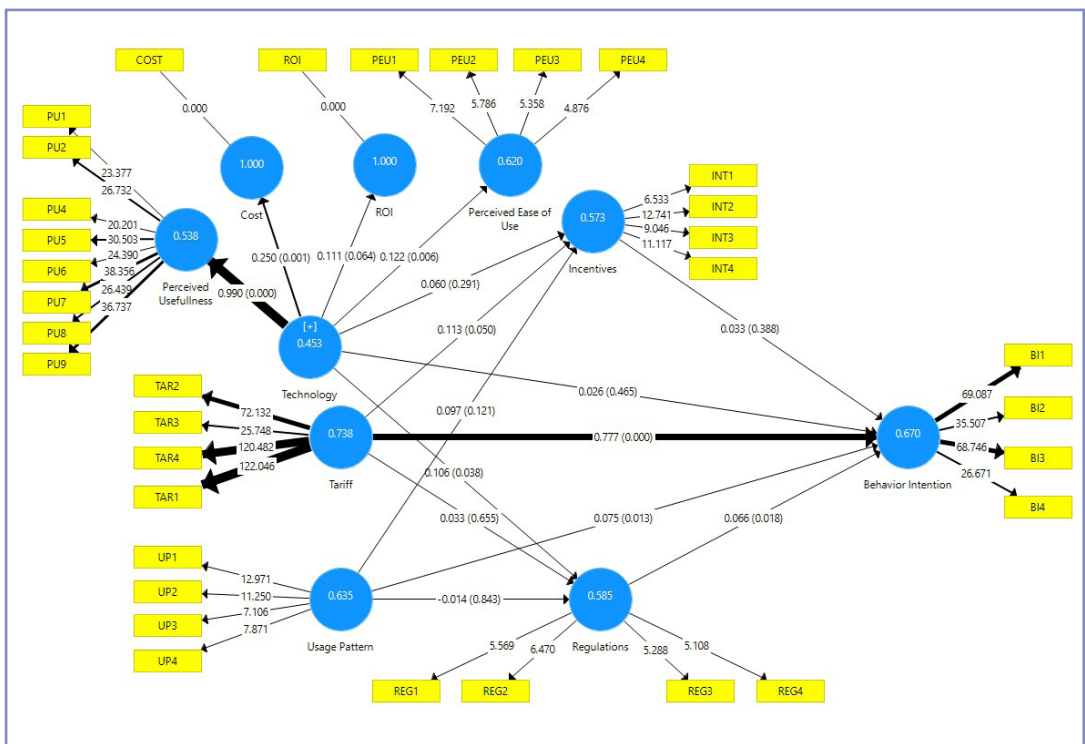 COST
ROI
PEU1
PEU2
PEU3
PEU4
0.000
0.000
7.192
5.786
5.358
4.876
PU1
PU2
PU4
PU5
PU6
PU7
PU8
PU9
23.377
26.732
20.201
30.503
24.390
38.356
26.439
36.737
0.538
Perceived
Usefullness
1.000
Cost
1.000
ROI
0.620
Perceived Ease of
Use
0.573
Incentives
INT1
INT2
INT3
INT4
6.533
12.741
9.046
11.117
0.990 (0.000)
0.250 (0.001)
0.111 (0.064)
0.122 (0.006)
0.060 (0.291)
0.113 (0.050)
0.033 (0.388)
[+]
0.453
Technology
0.026 (0.465)
0.097 (0.121)
TAR2
TAR3
TAR4
TAR1
72.132
25.748
120.482
122.046
0.738
Tariff
0.777 (0.000)
0.106 (0.038)
0.033 (0.655)
0.075 (0.013)
0.066 (0.018)
0.670
Behavior Intention
BI1
BI2
BI3
BI4
69.087
35.507
68.746
26.671
UP1
UP2
UP3
UP4
12.971
11.250
7.106
7.871
0.635
Usage Pattern
-0.014 (0.843)
0.585
Regulations
5.569
6.470
5.288
5.108
REG1
REG2
REG3
REG4